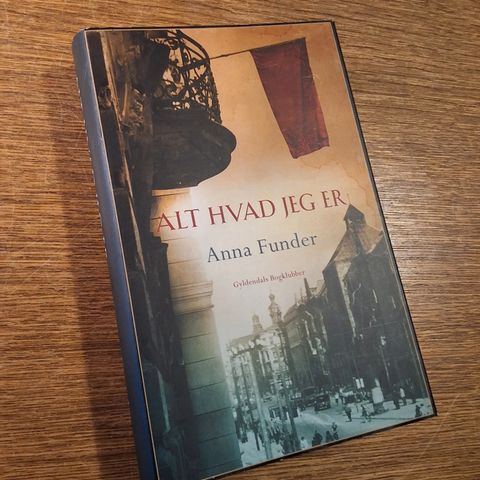 ALT HVAD JEG ER
Anna Funder
Gyldendals Bogklubber